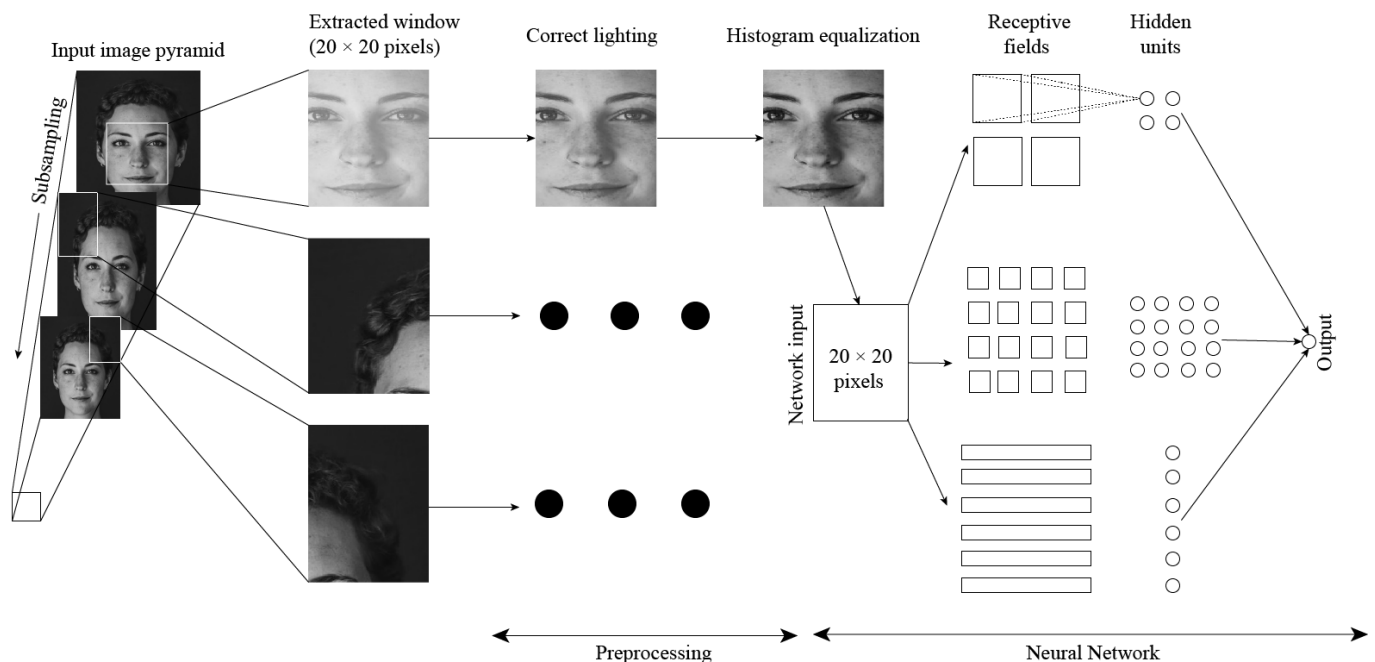 Input image pyramid
Extracted window
(20 × 20 pixels)
Correct lighting
Histogram equalization
Receptive
fields
Hidden
units
Subsampling
Network input
20 × 20
pixels
Output
Preprocessing
Neural Network